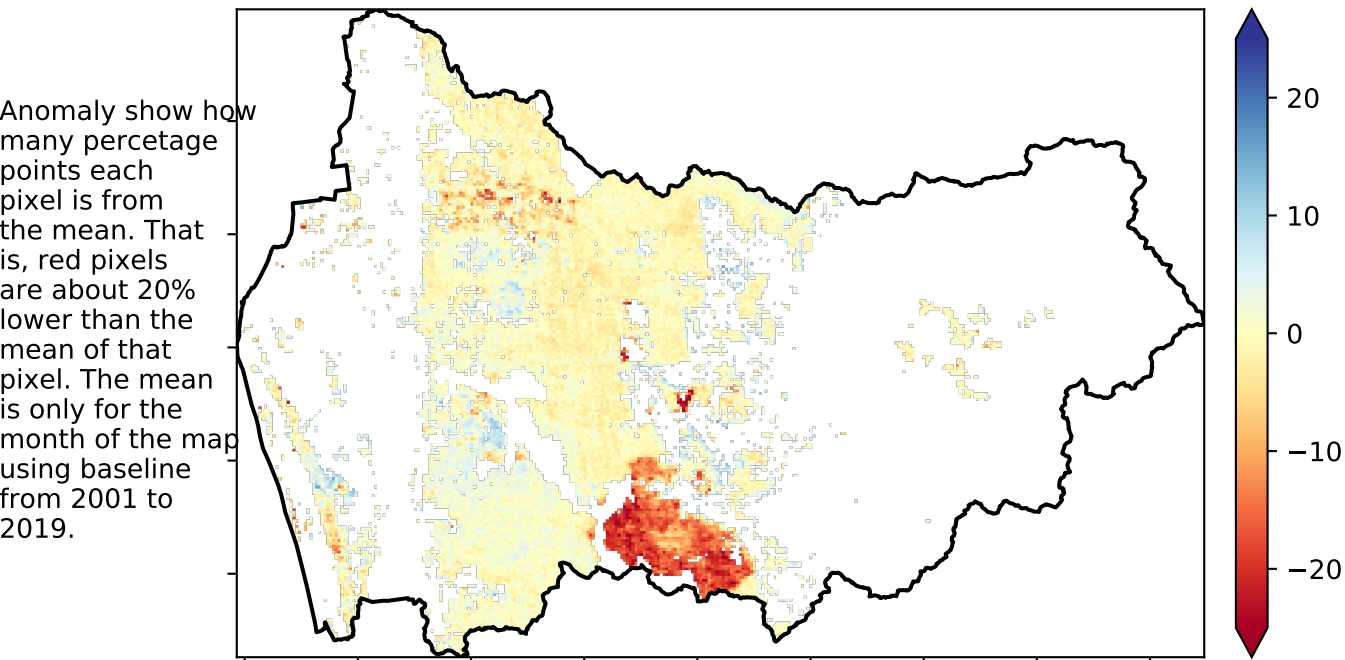 Anomaly show how
many percetage
points each
pixel is from
the mean. That
is, red pixels
are about 20%
lower than the
mean of that
pixel. The mean
is only for the
month of the map
using baseline
from 2001 to
2019.
20
10
0
−10
−20